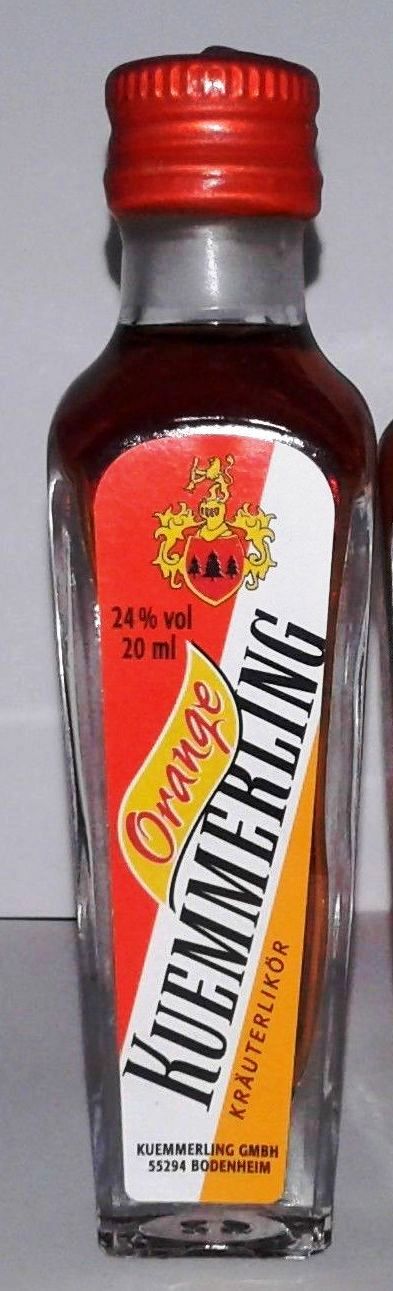 24% vol
20 ml
Orange
KUEMMERLING
KRÄUTERLIKÖR
KUEMMERLING GMBH
55294 BODENHEIM